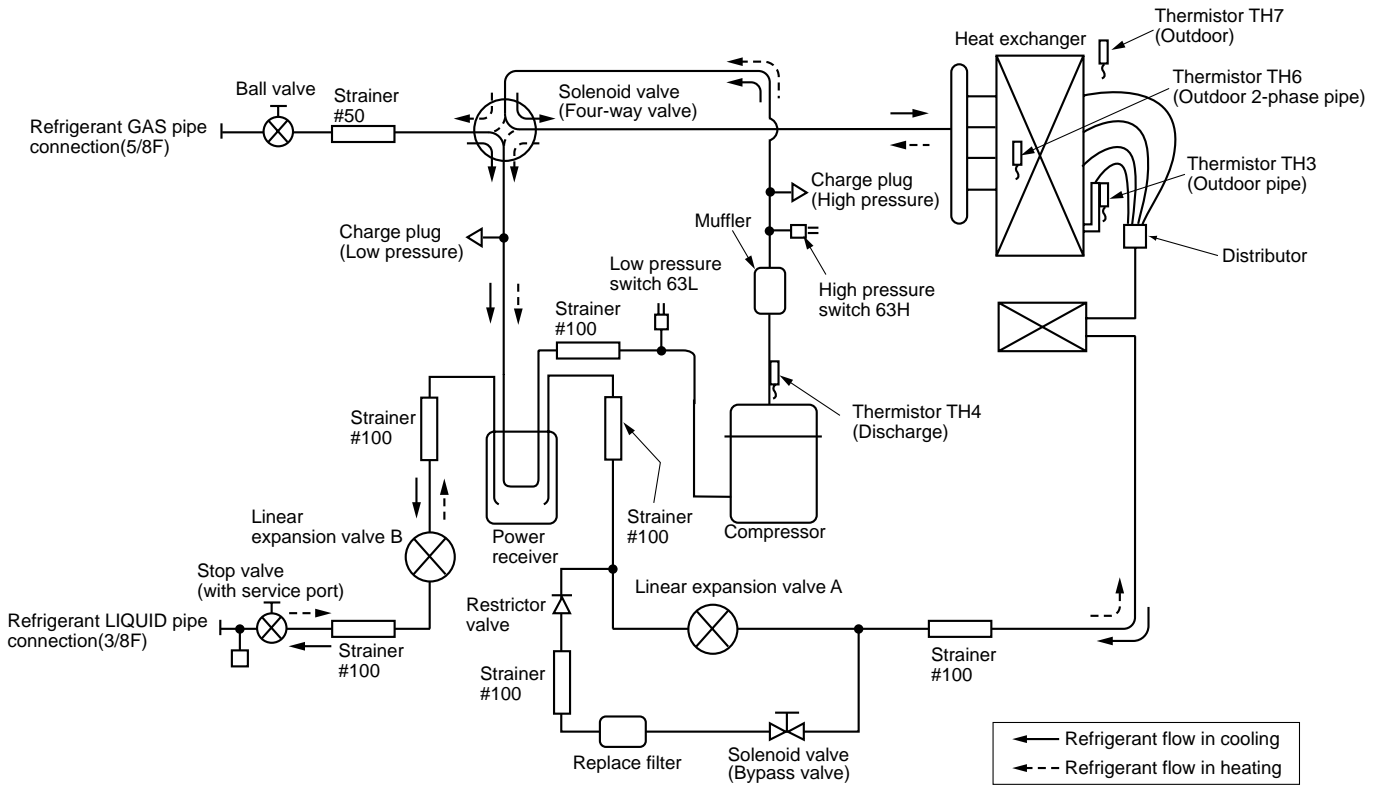 Thermistor TH7
(Outdoor)
Heat exchanger
Thermistor TH6
(Outdoor 2-phase pipe)
Ball valve
Strainer
#50
Solenoid valve
(Four-way valve)
Refrigerant GAS pipe
connection(5/8F)
Thermistor TH3
(Outdoor pipe)
Charge plug
(High pressure)
Muffler
Charge plug
(Low pressure)
Distributor
Low pressure
switch 63L
High pressure
switch 63H
Strainer
#100
Strainer
#100
Thermistor TH4
(Discharge)
Strainer
#100
Compressor
Linear
expansion valve B
Power
receiver
Stop valve
(with service port)
Linear expansion valve A
Restrictor
valve
Refrigerant LIQUID pipe
connection(3/8F)
Strainer
#100
Strainer
#100
Strainer
#100
Replace filter
Solenoid valve
(Bypass valve)
Refrigerant flow in cooling
Refrigerant flow in heating